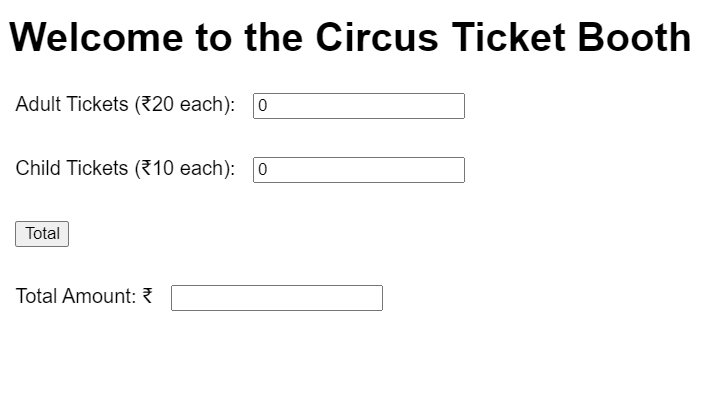 Welcome to the Circus Ticket Booth
Adult Tickets (₹20 each): 0
Child Tickets (₹10 each): 0
Total
Total Amount: ₹